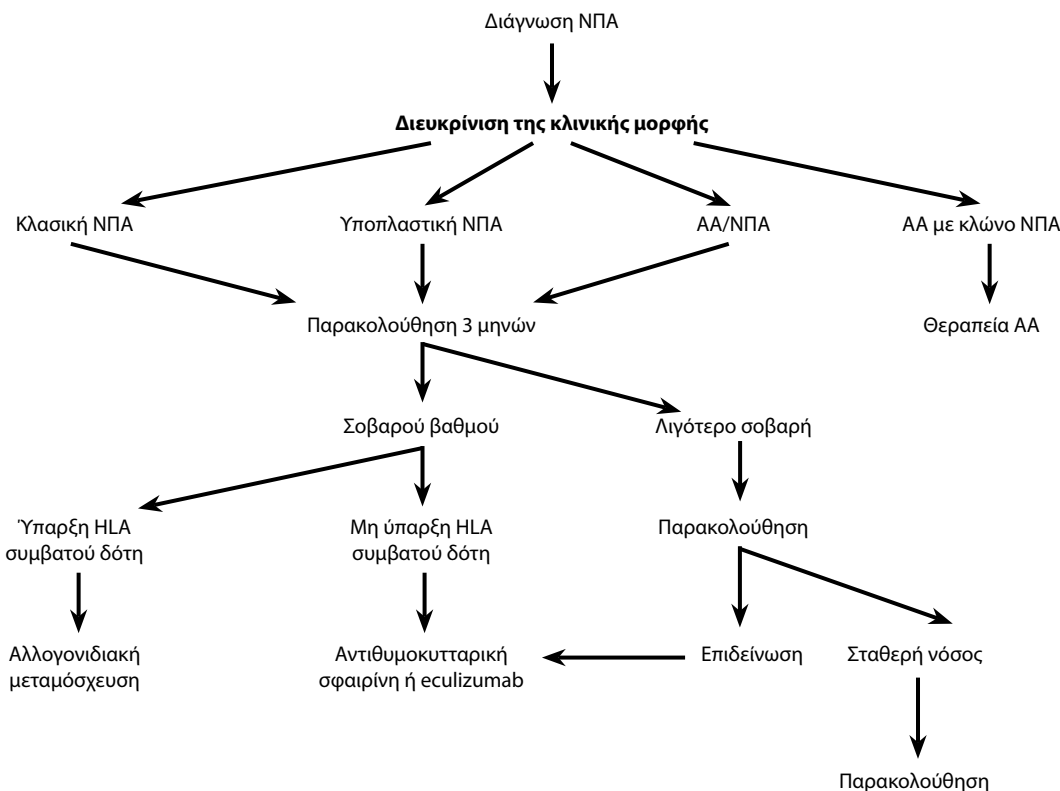 Διάγνωση ΝΠΑ
Διευκρίνιση της κλινικής μορφής
Κλασική ΝΠΑ
Υποπλαστική ΝΠΑ
ΑΑ/ΝΠΑ
ΑΑ με κλώνο ΝΠΑ
Παρακολούθηση 3 μηνών
Θεραπεία ΑΑ
Σοβαρού βαθμού
Λιγότερο σοβαρή
Ύπαρξη HLA
συμβατού δότη
Μη ύπαρξη HLA
συμβατού δότη
Παρακολούθηση
Αλλογονιδιακή
μεταμόσχευση
Αντιθυμοκυτταρική
σφαιρίνη ή eculizumab
Επιδείνωση
Σταθερή νόσος
Παρακολούθηση